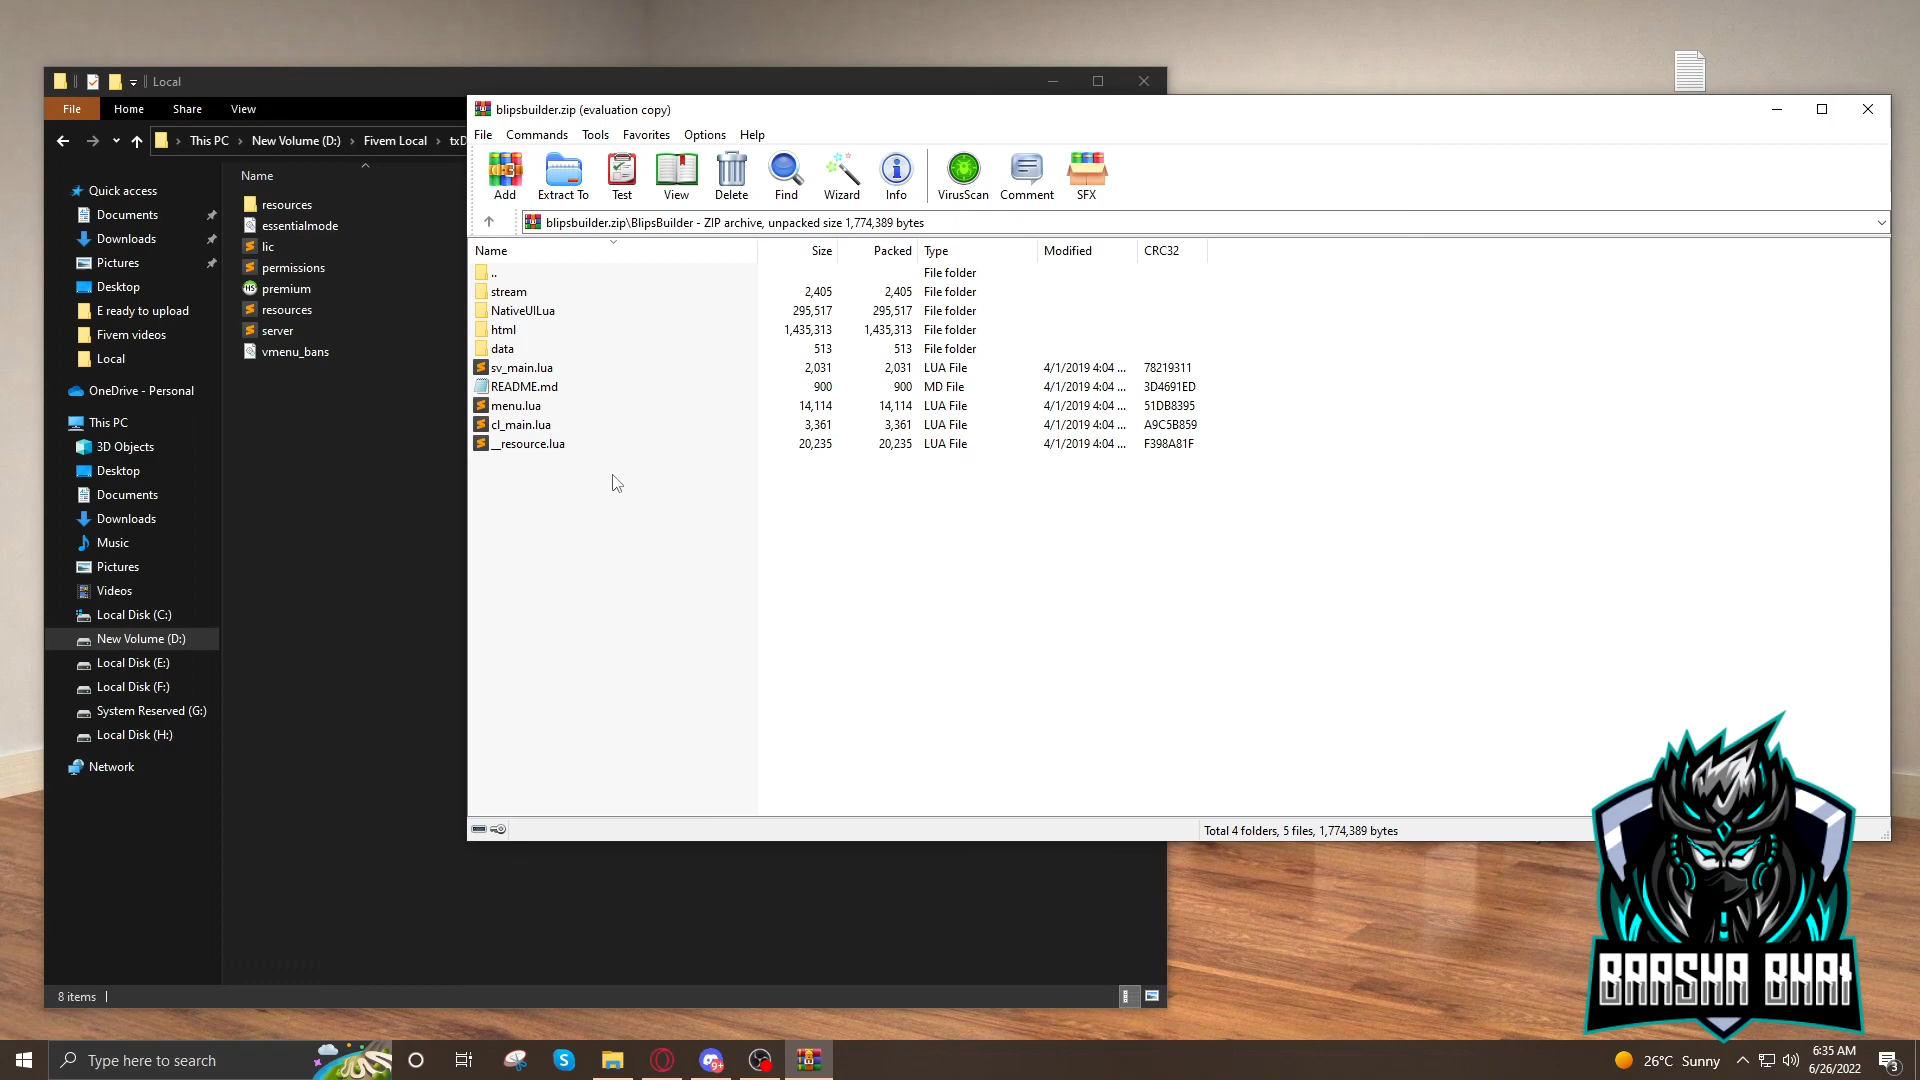 Local
File Home Share View
This PC New Volume (D:) Fivem Local txD
Name
Quick access
Documents
Downloads
Pictures
Desktop
E ready to upload
Fivem videos
Local
OneDrive - Personal
This PC
3D Objects
Desktop
Documents
Downloads
Music
Pictures
Videos
Local Disk (C:)
New Volume (D:)
Local Disk (E:)
Local Disk (F:)
System Reserved (G:)
Local Disk (H:)
Network
resources
essentialmode
lic
permissions
premium
resources
server
vmenu_bans
8 items
blipsbuilder.zip (evaluation copy)
File Commands Tools Favorites Options Help
Add Extract To Test View Delete Find Wizard Info VirusScan Comment SFX
blipsbuilder.zip\BlipsBuilder - ZIP archive, unpacked size 1,774,389 bytes
Name Size Packed Type Modified CRC32
.. File folder
stream 2,405 2,405 File folder
NativeUILua 295,517 295,517 File folder
html 1,435,313 1,435,313 File folder
data 513 513 File folder
sv_main.lua 2,031 2,031 LUA File 4/1/2019 4:04 ... 78219311
README.md 900 900 MD File 4/1/2019 4:04 ... 3D4691ED
menu.lua 14,114 14,114 LUA File 4/1/2019 4:04 ... 51DB8395
cl_main.lua 3,361 3,361 LUA File 4/1/2019 4:04 ... A9C5B859
__resource.lua 20,235 20,235 LUA File 4/1/2019 4:04 ... F398A81F
Total 4 folders, 5 files, 1,774,389 bytes
BAASHA BHAI
Type here to search
9+
26°C Sunny
6:35 AM
6/26/2022
3